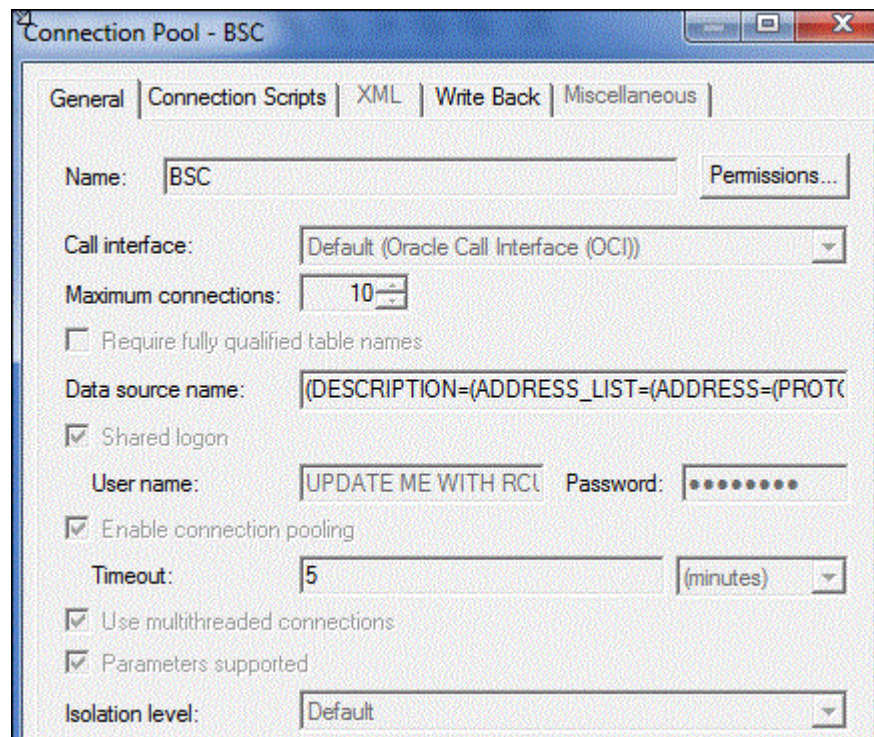 Connection Pool - BSC
General Connection Scripts XML Write Back Miscellaneous
Name: BSC Permissions...
Call interface: Default (Oracle Call Interface (OCI))
Maximum connections: 10
Require fully qualified table names
Data source name: (DESCRIPTION=(ADDRESS_LIST=(ADDRESS=(PROTO
Shared logon
User name: UPDATE ME WITH RCU Password: ●●●●●●●●
Enable connection pooling
Timeout: 5 (minutes)
Use multithreaded connections
Parameters supported
Isolation level: Default